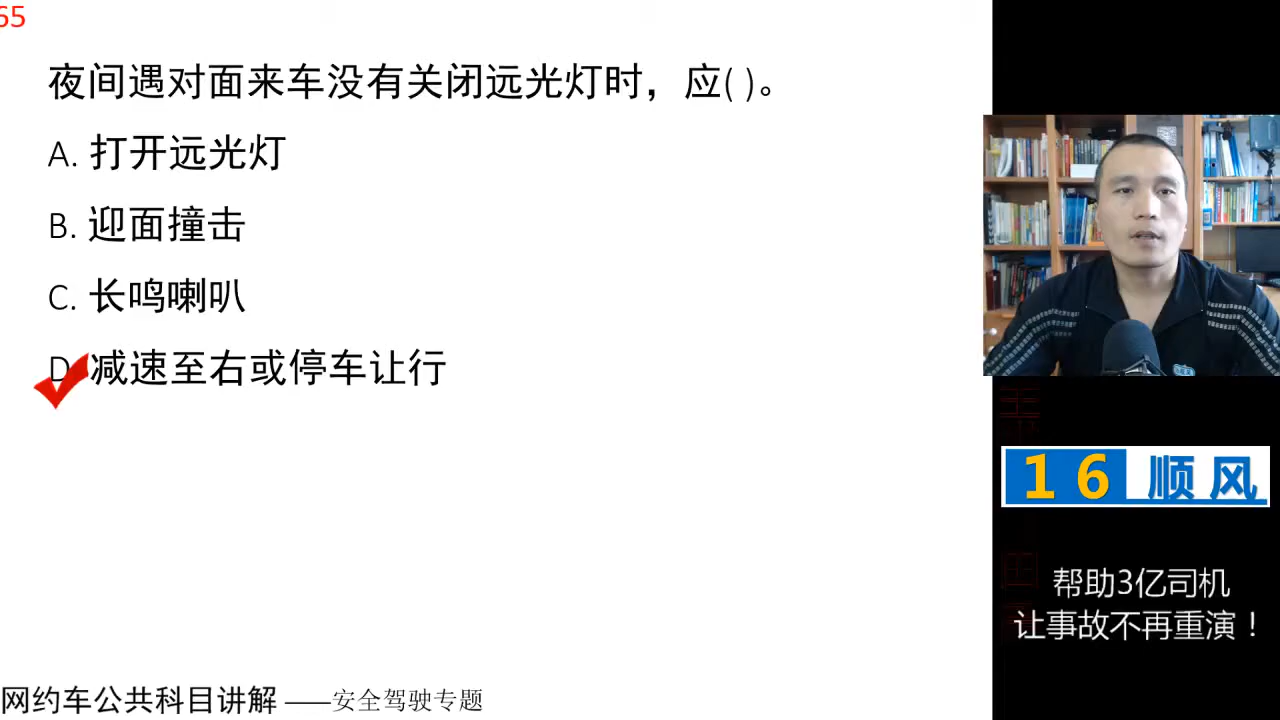 65
夜间遇对面来车没有关闭远光灯时，应( )。
A. 打开远光灯
B. 迎面撞击
C. 长鸣喇叭
D. 减速至右或停车让行
16 顺风
帮助3亿司机
让事故不再重演！
网约车公共科目讲解 ——安全驾驶专题